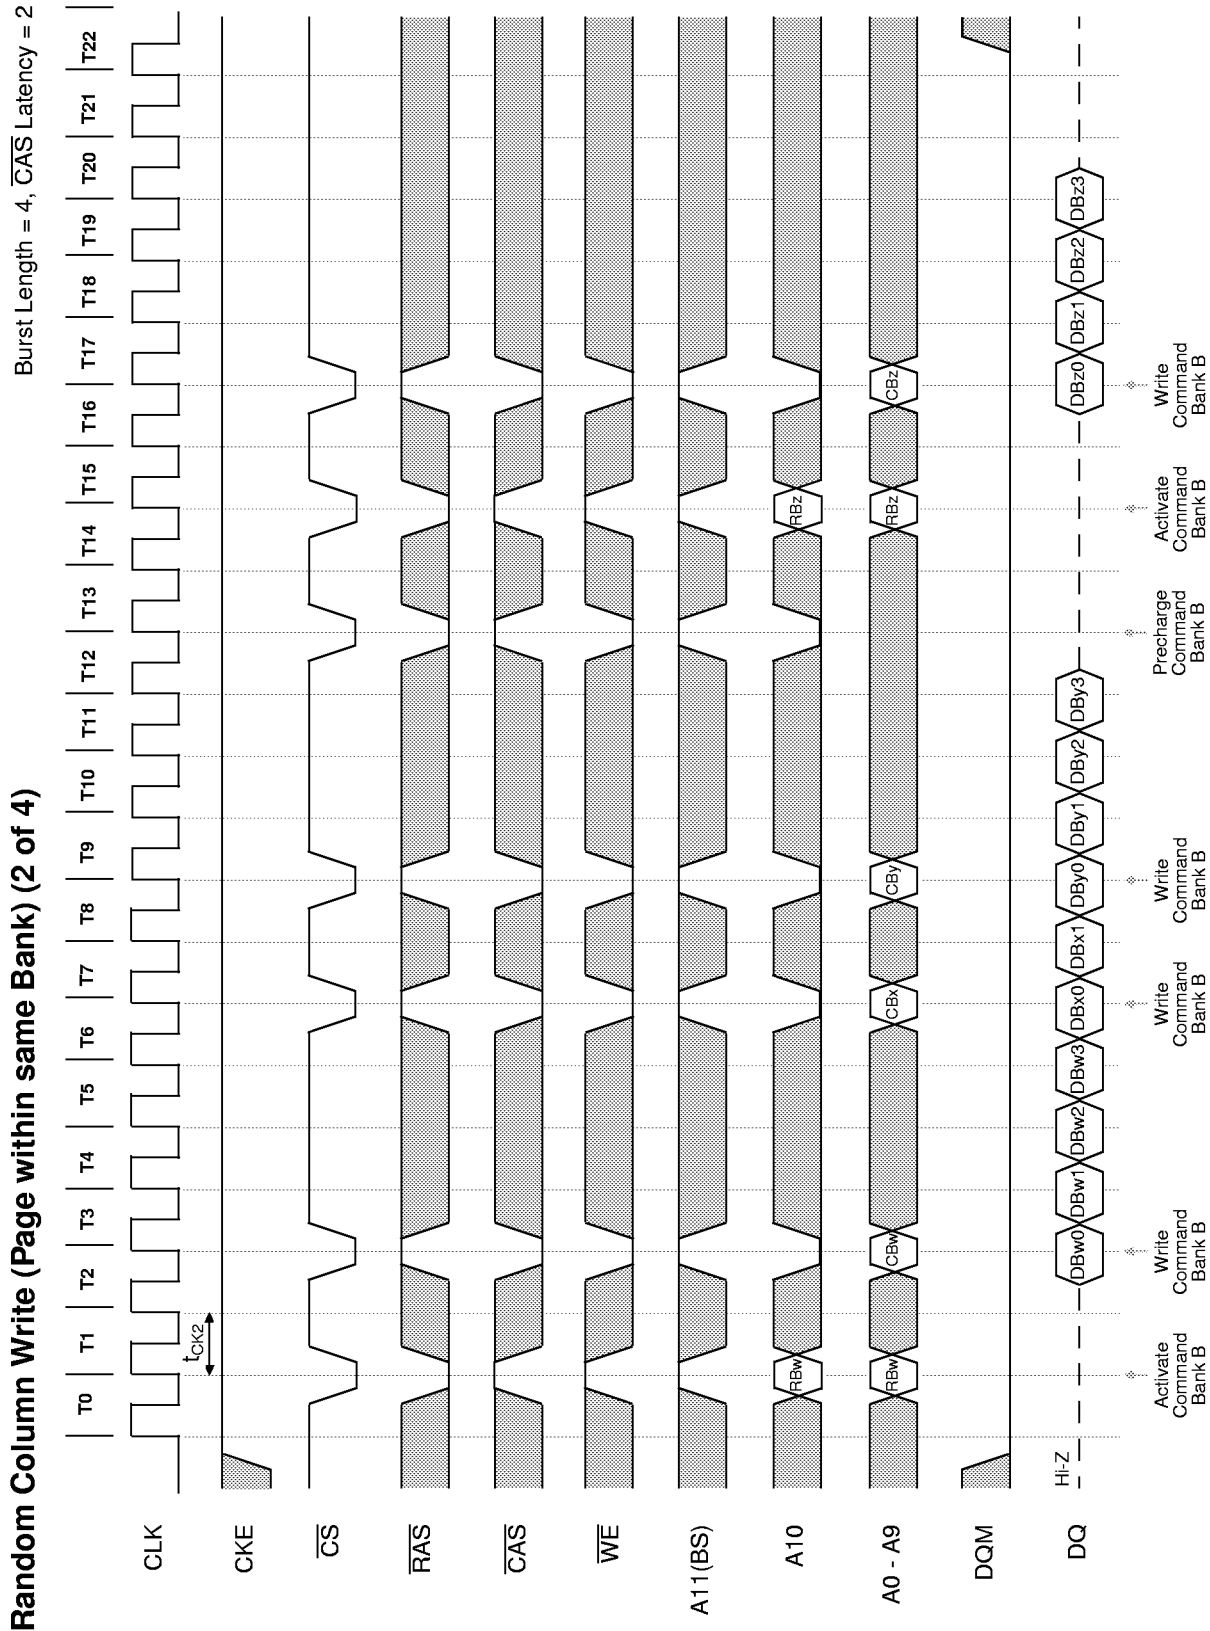 Random Column Write (Page within same Bank) (2 of 4)
Burst Length = 4, CAS Latency = 2
T0 T1 T2 T3 T4 T5 T6 T7 T8 T9 T10 T11 T12 T13 T14 T15 T16 T17 T18 T19 T20 T21 T22
CLK
tCK2
CKE
CS
RAS
CAS
WE
A11(BS)
A10
RBw RBz
A0 - A9
RBw CBw CBx CBy RBz CBz
DQM
Hi-Z
DQ
DBw0 DBw1 DBw2 DBw3 DBx0 DBx1 DBy0 DBy1 DBy2 DBy3 DBz0 DBz1 DBz2 DBz3
Activate
Command
Bank B
Write
Command
Bank B
Write
Command
Bank B
Write
Command
Bank B
Precharge
Command
Bank B
Activate
Command
Bank B
Write
Command
Bank B